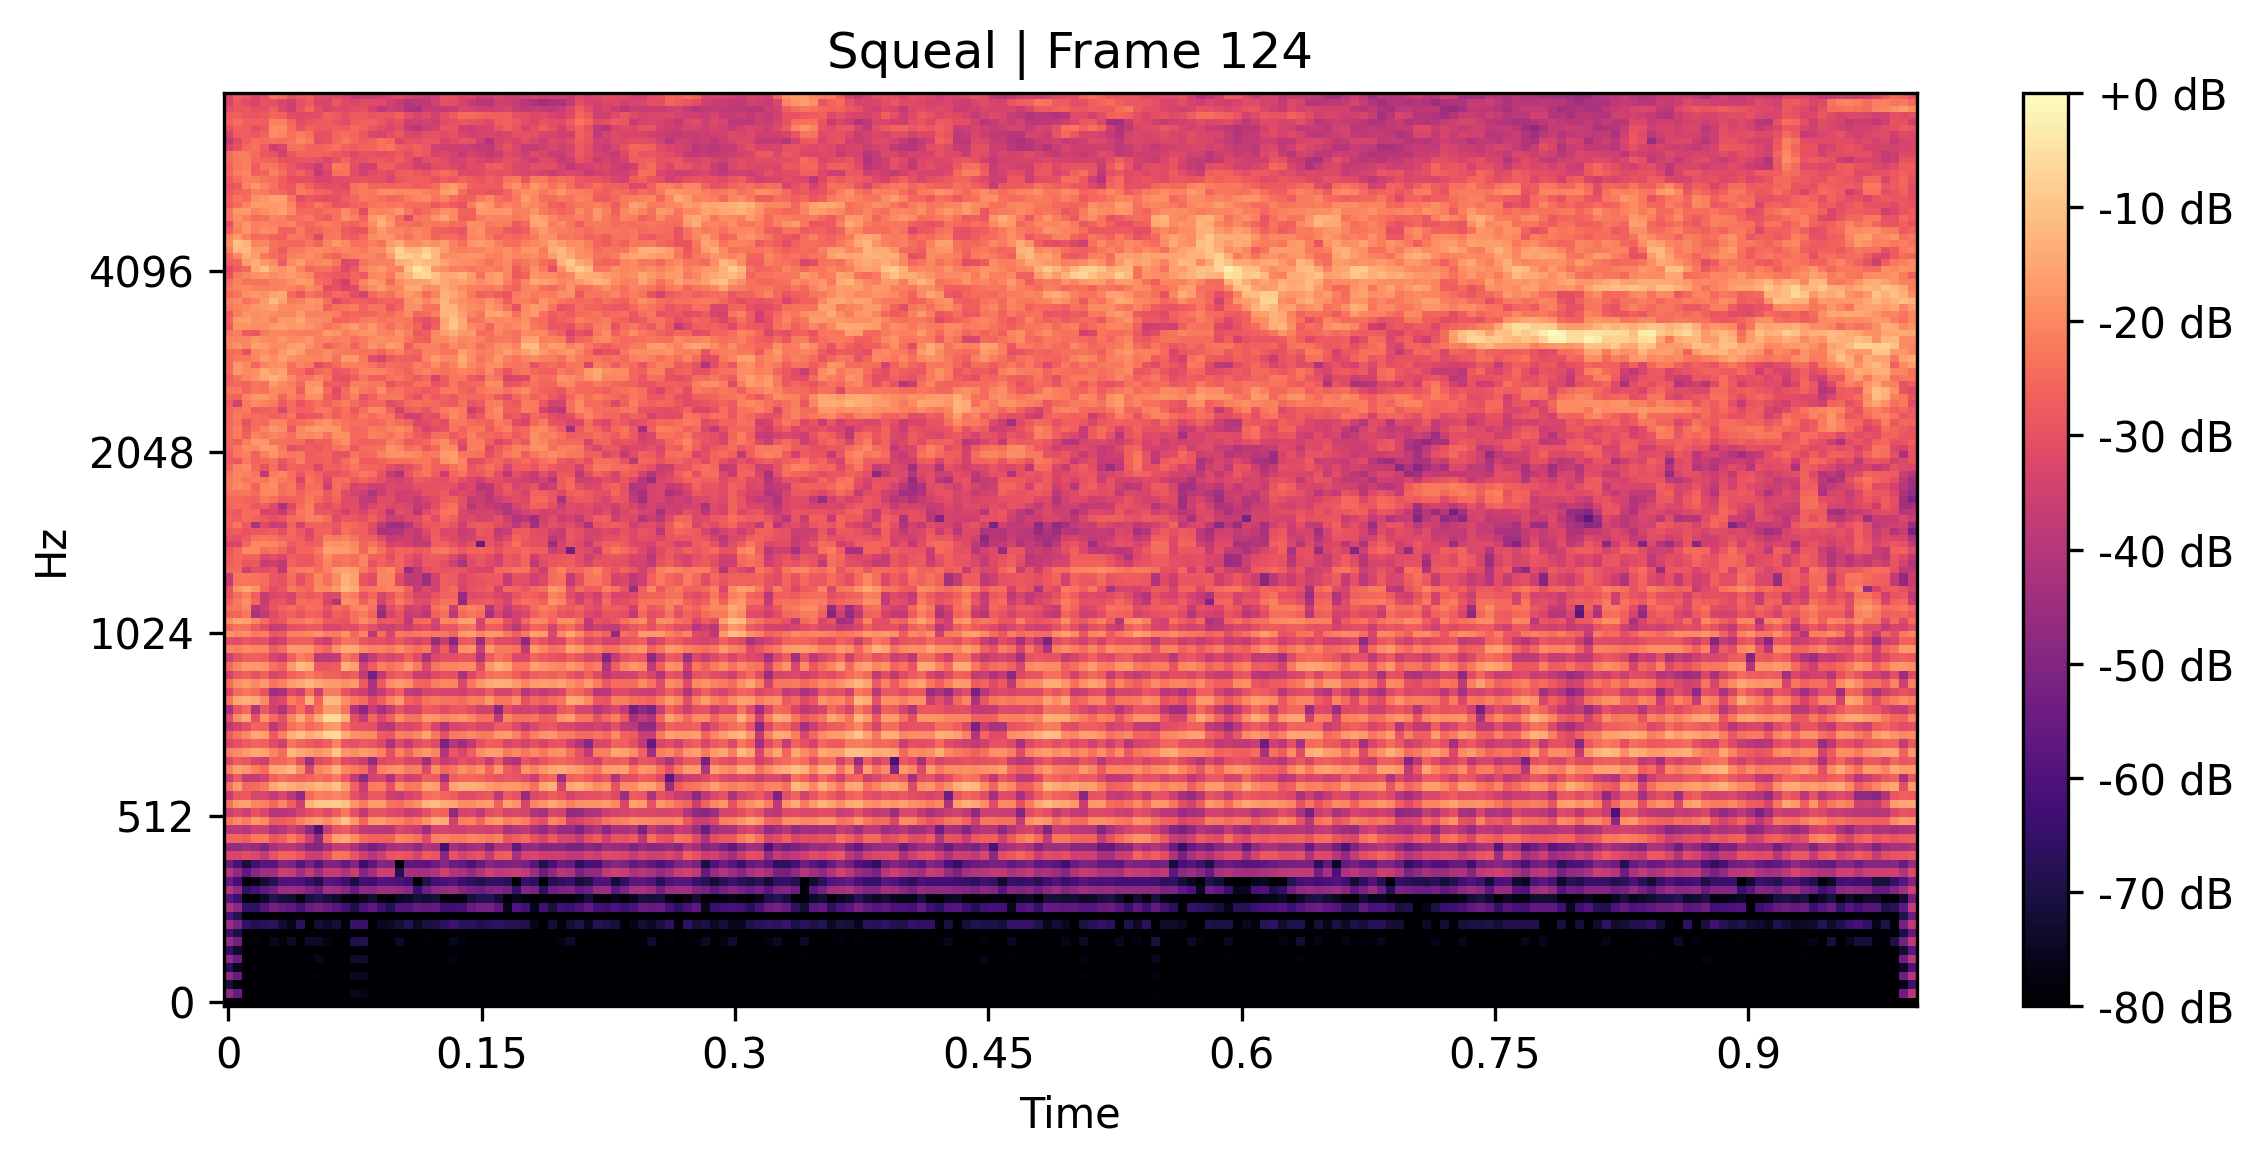 Squeal | Frame 124
Hz
4096
2048
1024
512
0
0 0.15 0.3 0.45 0.6 0.75 0.9
Time
+0 dB
-10 dB
-20 dB
-30 dB
-40 dB
-50 dB
-60 dB
-70 dB
-80 dB